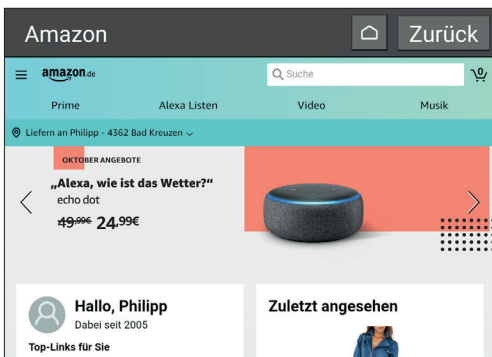 Amazon
Zurück
amazon.de
Suche
0
Prime Alexa Listen Video Musik
Liefern an Philipp - 4362 Bad Kreuzen
OKTOBER ANGEBOTE
„Alexa, wie ist das Wetter?“
echo dot
49,99€ 24,99€
Hallo, Philipp
Dabei seit 2005
Top-Links für Sie
Zuletzt angesehen